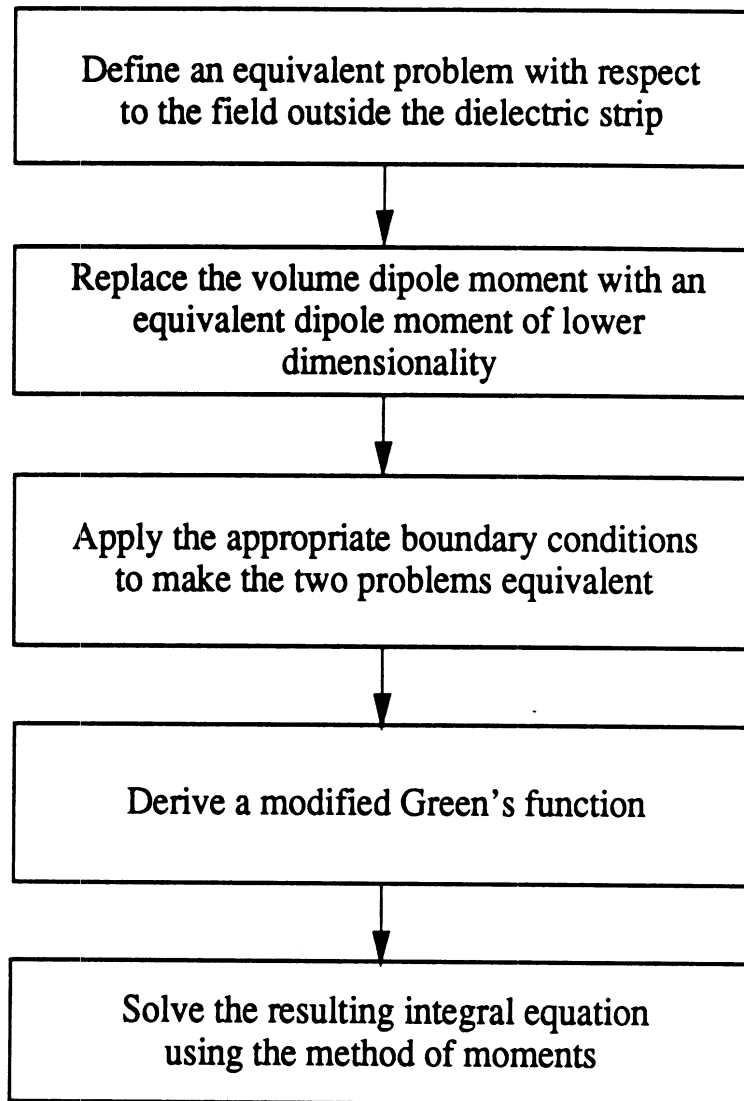 Define an equivalent problem with respect
to the field outside the dielectric strip
Replace the volume dipole moment with an
equivalent dipole moment of lower
dimensionality
Apply the appropriate boundary conditions
to make the two problems equivalent
Derive a modified Green's function
Solve the resulting integral equation
using the method of moments